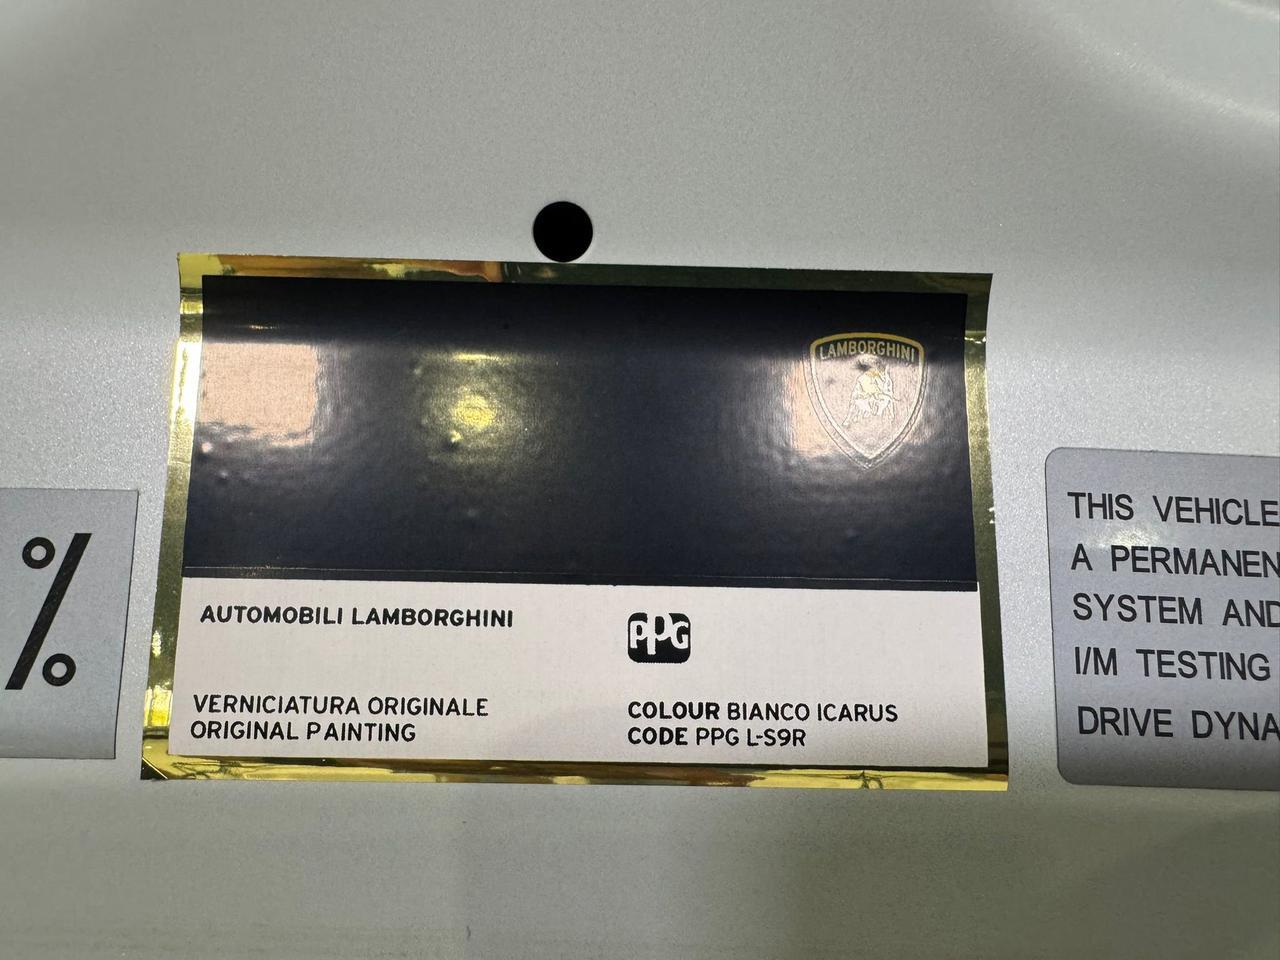 LAMBORGHINI
%
AUTOMOBILI LAMBORGHINI
PPG
VERNICIATURA ORIGINALE
ORIGINAL PAINTING
COLOUR BIANCO ICARUS
CODE PPG L-S9R
THIS VEHICLE
A PERMANEN
SYSTEM AND
I/M TESTING
DRIVE DYNA